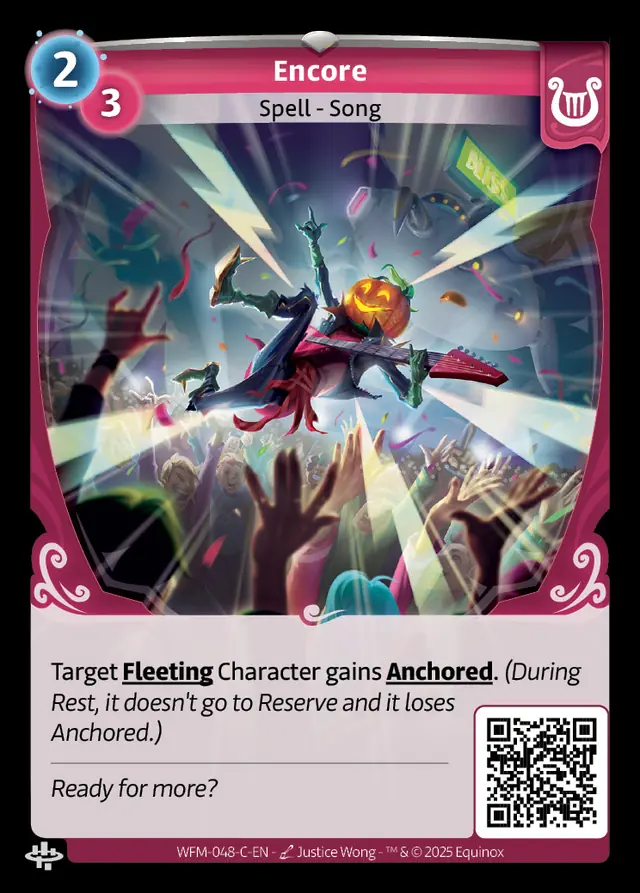 2
Encore
3
Spell - Song
Target Fleeting Character gains Anchored. (During
Rest, it doesn't go to Reserve and it loses
Anchored.)
Ready for more?
WFM-048-C-EN - Justice Wong - ™ & © 2025 Equinox